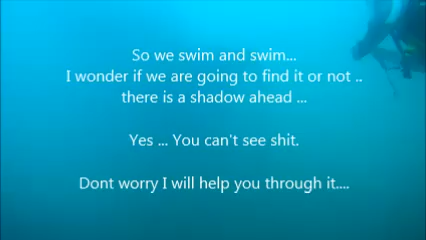 So we swim and swim...
I wonder if we are going to find it or not ..
there is a shadow ahead ...
Yes ... You can't see shit.
Dont worry I will help you through it....